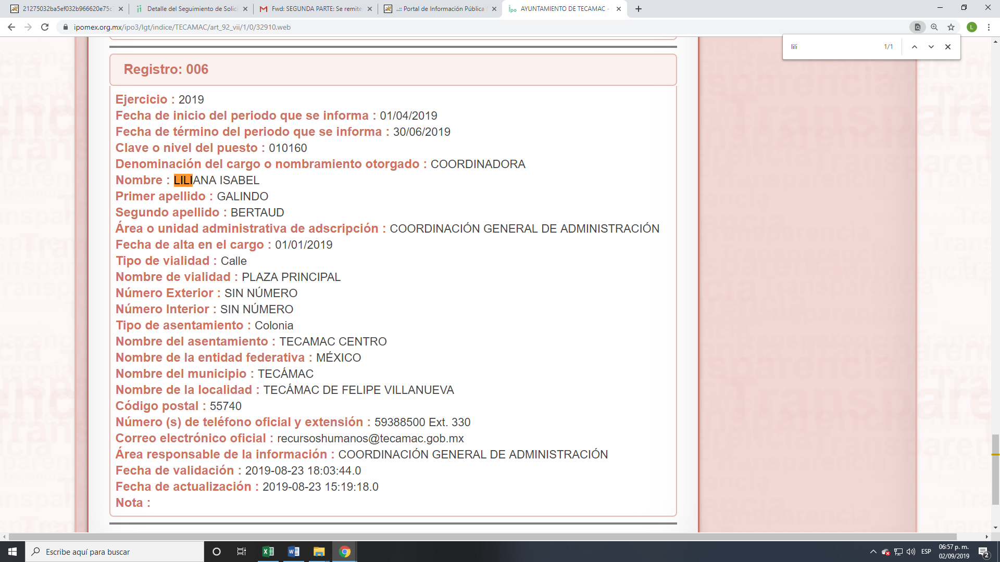 21275032ba5ef032b966620e75c
Detalle del Seguimiento de Solici
Fwd: SEGUNDA PARTE: Se remite
..:: Portal de Información Pública
AYUNTAMIENTO DE TECAMAC -
ipomex.org.mx/ipo3/lgt/indice/TECAMAC/art_92_vii/1/0/32910.web
L
lili
1/1
Registro: 006
Ejercicio : 2019
Fecha de inicio del periodo que se informa : 01/04/2019
Fecha de término del periodo que se informa : 30/06/2019
Clave o nivel del puesto : 010160
Denominación del cargo o nombramiento otorgado : COORDINADORA
Nombre : LILIANA ISABEL
Primer apellido : GALINDO
Segundo apellido : BERTAUD
Área o unidad administrativa de adscripción : COORDINACIÓN GENERAL DE ADMINISTRACIÓN
Fecha de alta en el cargo : 01/01/2019
Tipo de vialidad : Calle
Nombre de vialidad : PLAZA PRINCIPAL
Número Exterior : SIN NÚMERO
Número Interior : SIN NÚMERO
Tipo de asentamiento : Colonia
Nombre del asentamiento : TECAMAC CENTRO
Nombre de la entidad federativa : MÉXICO
Nombre del municipio : TECÁMAC
Nombre de la localidad : TECÁMAC DE FELIPE VILLANUEVA
Código postal : 55740
Número (s) de teléfono oficial y extensión : 59388500 Ext. 330
Correo electrónico oficial : recursoshumanos@tecamac.gob.mx
Área responsable de la información : COORDINACIÓN GENERAL DE ADMINISTRACIÓN
Fecha de validación : 2019-08-23 18:03:44.0
Fecha de actualización : 2019-08-23 15:19:18.0
Nota :
Escribe aquí para buscar
ESP
06:57 p. m.
02/09/2019
2